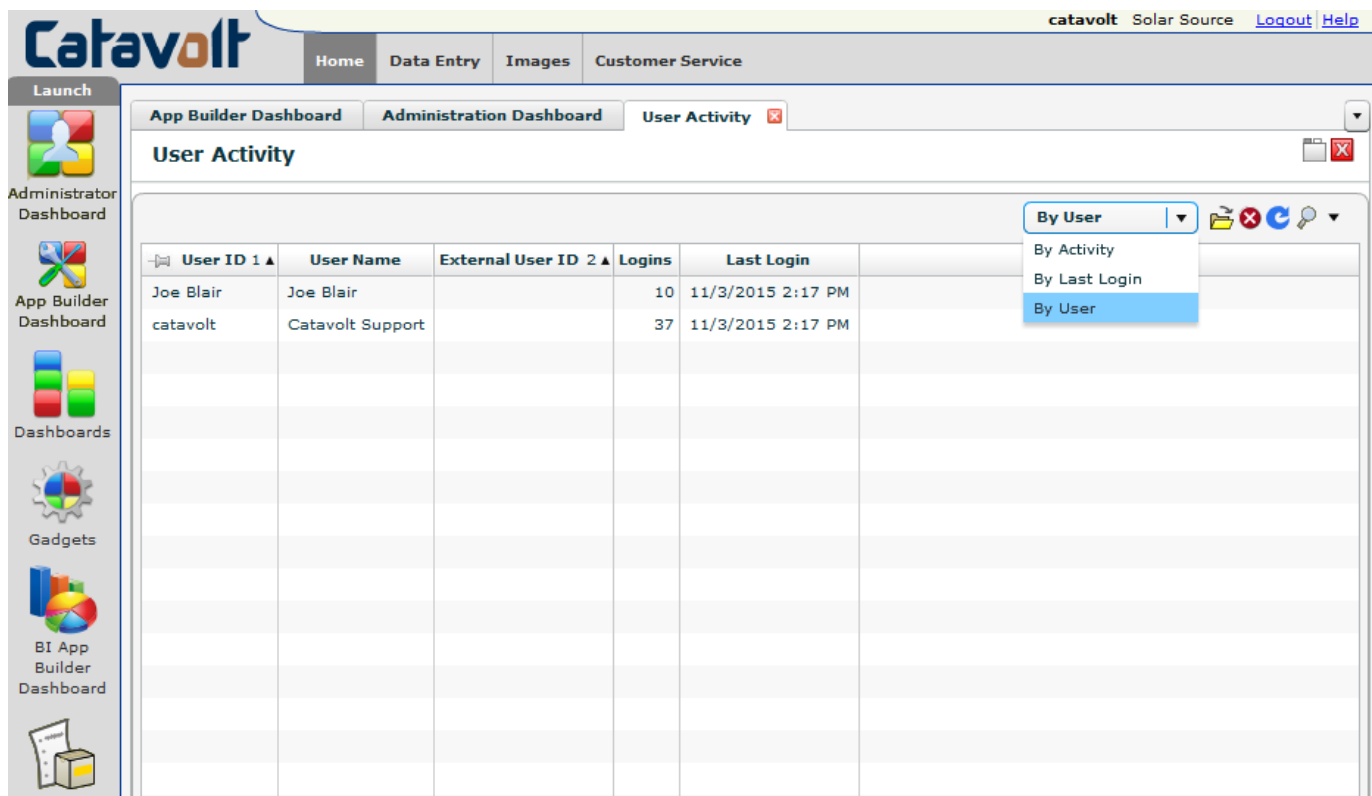 catavolt Solar Source Logout Help
Catavolt
Home Data Entry Images Customer Service
Launch
App Builder Dashboard Administration Dashboard User Activity
User Activity
Administrator
Dashboard
By User
By Activity
By Last Login
By User
User ID 1 User Name External User ID 2 Logins Last Login
Joe Blair Joe Blair 10 11/3/2015 2:17 PM
catavolt Catavolt Support 37 11/3/2015 2:17 PM
App Builder
Dashboard
Dashboards
Gadgets
BI App
Builder
Dashboard